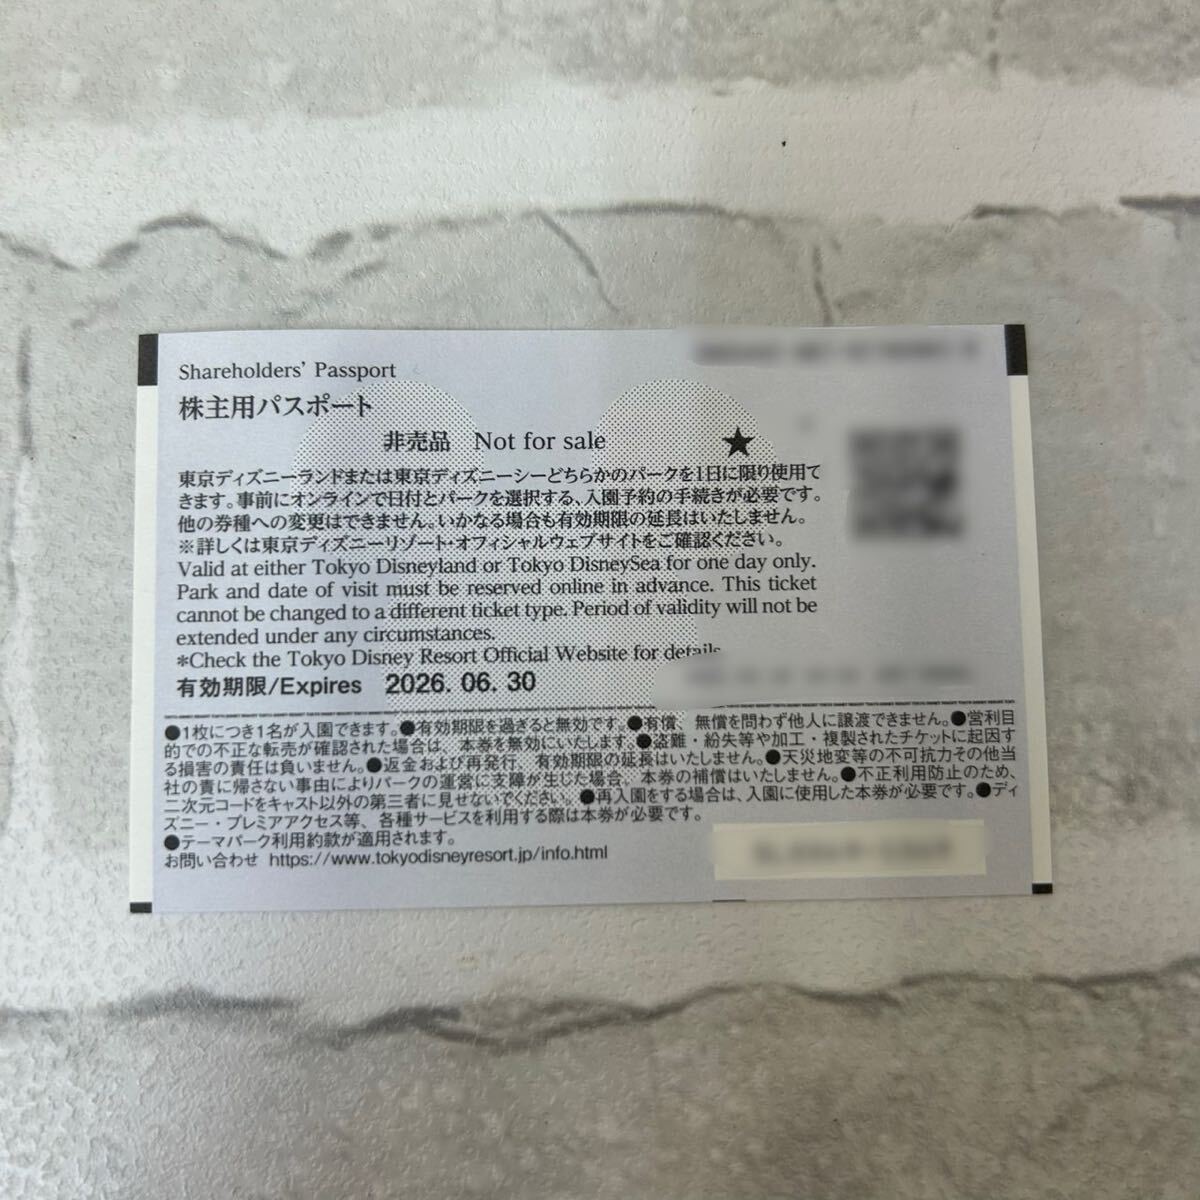 Shareholders' Passport
株主用パスポート
非売品 Not for sale ★
東京ディズニーランドまたは東京ディズニーシーどちらかのパークを1日に限り使用で
きます。事前にオンラインで日付とパークを選択する、入園予約の手続きが必要です。
他の券種への変更はできません。いかなる場合も有効期限の延長はいたしません。
※詳しくは東京ディズニーリゾート・オフィシャルウェブサイトをご確認ください。
Valid at either Tokyo Disneyland or Tokyo DisneySea for one day only.
Park and date of visit must be reserved online in advance. This ticket
cannot be changed to a different ticket type. Period of validity will not be
extended under any circumstances.
*Check the Tokyo Disney Resort Official Website for details
有効期限/Expires 2026. 06. 30
●1枚につき1名が入園できます。●有効期限を過ぎると無効です。●有償、無償を問わず他人に譲渡できません。●営利目
的での不正な転売が確認された場合は、本券を無効にいたします。●盗難・紛失等や加工・複製されたチケットに起因す
る損害の責任は負いません。●返金および再発行、有効期限の延長はいたしません。●天災地変等の不可抗力その他当
社の責に帰さない事由によりパークの運営に支障が生じた場合、本券の補償はいたしません。●不正利用防止のため、
二次元コードをキャスト以外の第三者に見せないでください。●再入園をする場合は、入園に使用した本券が必要です。●ディ
ズニー・プレミアアクセス等、各種サービスを利用する際は本券が必要です。
●テーマパーク利用約款が適用されます。
お問い合わせ https://www.tokyodisneyresort.jp/info.html